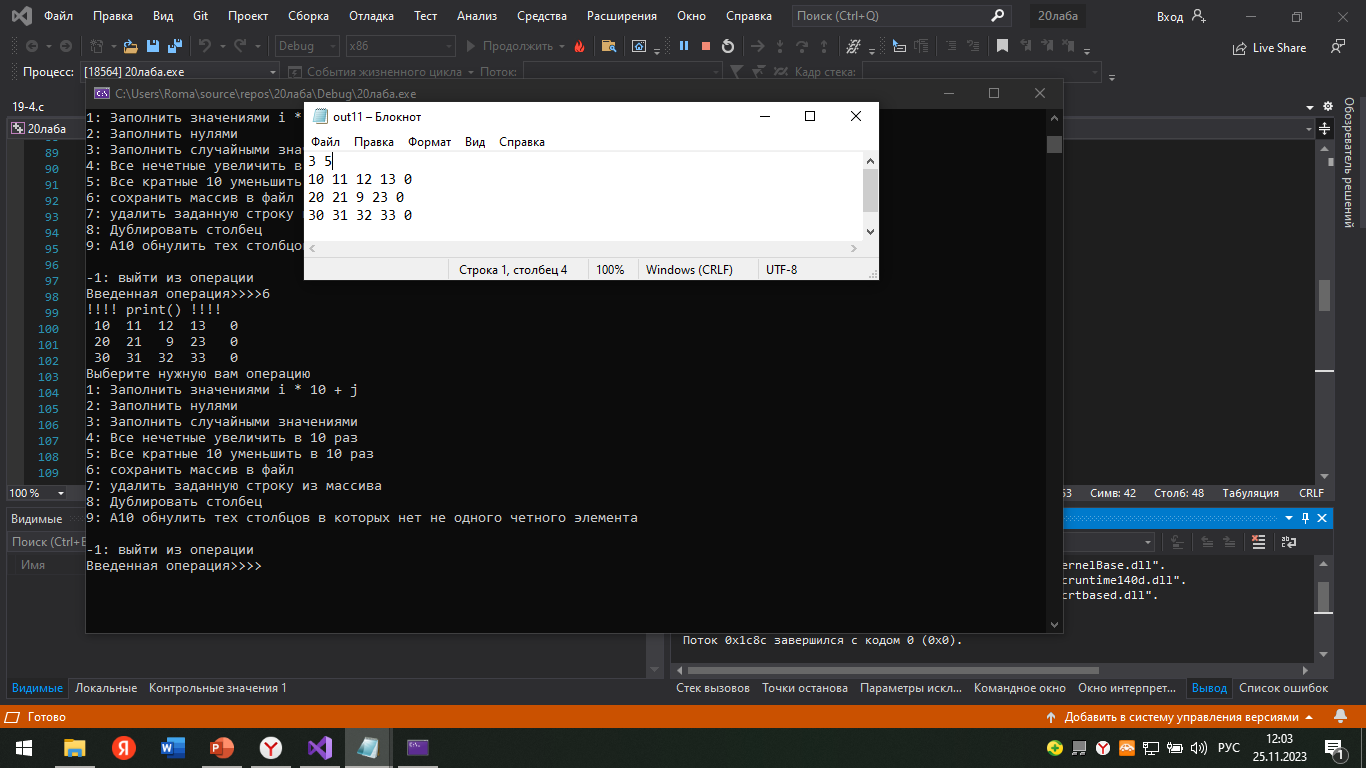 Файл Правка Вид Git Проект Сборка Отладка Тест Анализ Средства Расширения Окно Справка Поиск (Ctrl+Q) 20лаба Вход
Debug x86 Продолжить Live Share
Процесс: [18564] 20лаба.exe События жизненного цикла Поток: Кадр стека:
C:\Users\Roma\source\repos\20лаба\Debug\20лаба.exe
19-4.c
20лаба
Обозреватель решений
89
90
91
92
93
94
95
96
97
98
99
100
101
102
103
104
105
106
107
108
109
1: Заполнить значениями i *
2: Заполнить нулями
3: Заполнить случайными зна
4: Все нечетные увеличить в
5: Все кратные 10 уменьшить
6: сохранить массив в файл
7: удалить заданную строку
8: Дублировать столбец
9: А10 обнулить тех столбцо
out11 – Блокнот
Файл Правка Формат Вид Справка
3 5
10 11 12 13 0
20 21 9 23 0
30 31 32 33 0
Строка 1, столбец 4 100% Windows (CRLF) UTF-8
-1: выйти из операции
Введенная операция>>>>6
!!!! print() !!!!
10 11 12 13 0
20 21 9 23 0
30 31 32 33 0
Выберите нужную вам операцию
1: Заполнить значениями i * 10 + j
2: Заполнить нулями
3: Заполнить случайными значениями
4: Все нечетные увеличить в 10 раз
5: Все кратные 10 уменьшить в 10 раз
6: сохранить массив в файл
7: удалить заданную строку из массива
8: Дублировать столбец
9: А10 обнулить тех столбцов в которых нет не одного четного элемента
-1: выйти из операции
Введенная операция>>>>
100 % 53 Симв: 42 Столб: 48 Табуляция CRLF
Видимые
Поиск (Ctrl+E
Имя
ernelBase.dll".
cruntime140d.dll".
crtbased.dll".
Поток 0x1c8c завершился с кодом 0 (0x0).
Видимые Локальные Контрольные значения 1
Стек вызовов Точки останова Параметры искл... Командное окно Окно интерпрет... Вывод Список ошибок
Готово Добавить в систему управления версиями
РУС 12:03
25.11.2023
1